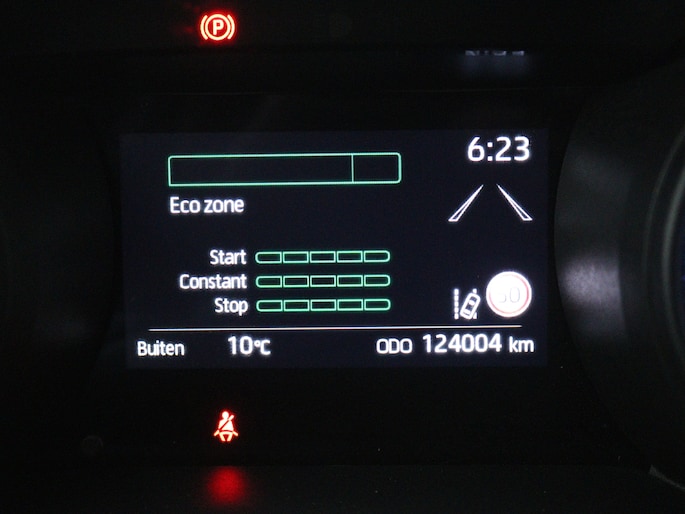 P
6:23
Eco zone
Start
Constant
Stop
Buiten 10°C ODO 124004 km